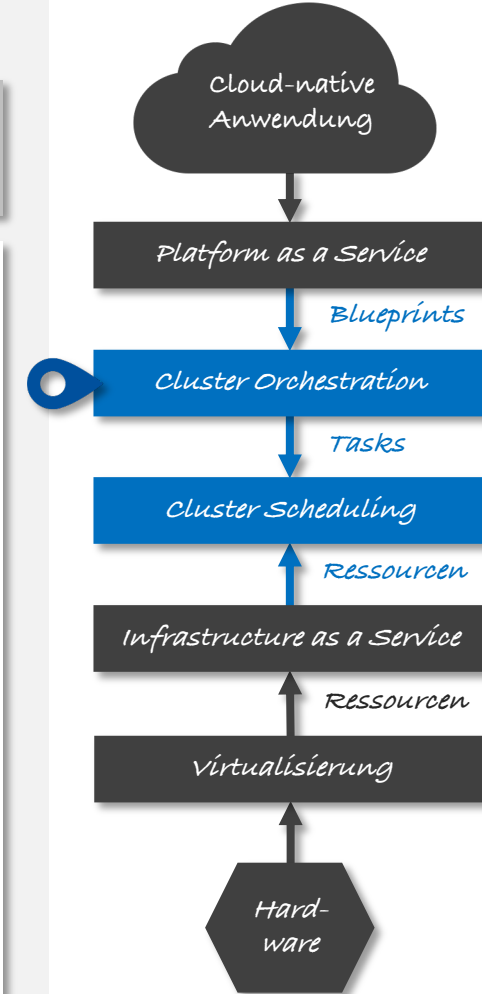 Cloud-native
Anwendung
Platform as a Service
Blueprints
Cluster Orchestration
Tasks
Cluster Scheduling
Ressourcen
Infrastructure as a Service
Ressourcen
Virtualisierung
Hard-
ware